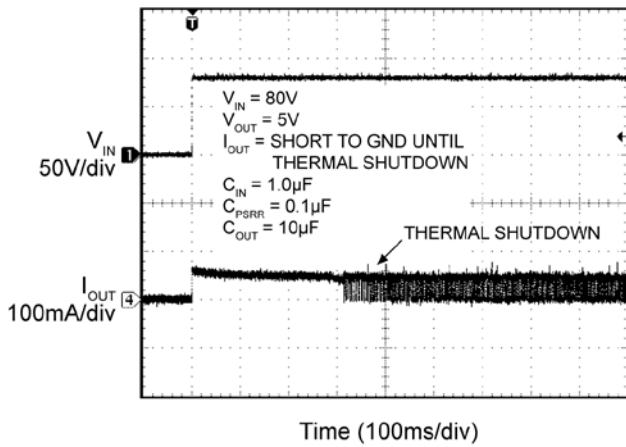 T
V_IN = 80V
V_OUT = 5V
I_OUT = SHORT TO GND UNTIL
THERMAL SHUTDOWN
C_IN = 1.0µF
C_PSRR = 0.1µF
C_OUT = 10µF
V_IN
50V/div
1
THERMAL SHUTDOWN
I_OUT
100mA/div
4
Time (100ms/div)